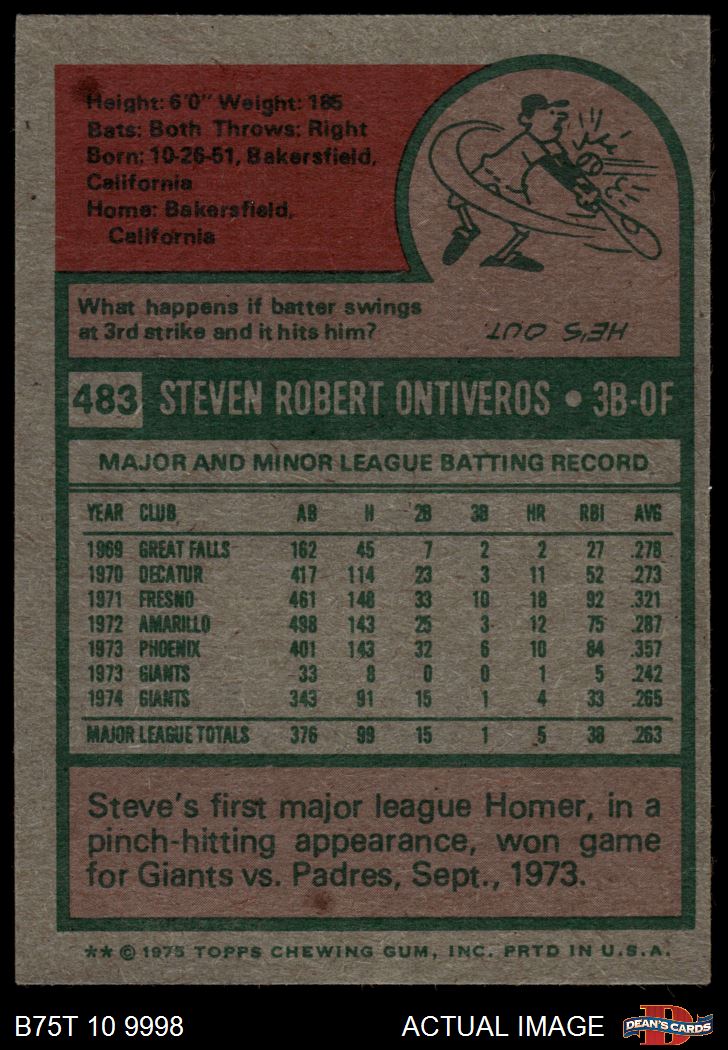 Height: 6'0" Weight: 185
Bats: Both Throws: Right
Born: 10-26-51, Bakersfield,
California
Home: Bakersfield,
California
What happens if batter swings
at 3rd strike and it hits him?
HE'S OUT.
483 STEVEN ROBERT ONTIVEROS • 3B-OF
MAJOR AND MINOR LEAGUE BATTING RECORD
YEAR CLUB AB H 2B 3B HR RBI AVG
1969 GREAT FALLS 162 45 7 2 2 27 .278
1970 DECATUR 417 114 23 3 11 52 .273
1971 FRESNO 461 148 33 10 18 92 .321
1972 AMARILLO 498 143 25 3 12 75 .287
1973 PHOENIX 401 143 32 6 10 84 .357
1973 GIANTS 33 8 0 0 1 5 .242
1974 GIANTS 343 91 15 1 4 33 .265
MAJOR LEAGUE TOTALS 376 99 15 1 5 38 .263
Steve's first major league Homer, in a
pinch-hitting appearance, won game
for Giants vs. Padres, Sept., 1973.
** © 1975 TOPPS CHEWING GUM, INC. PRTD IN U.S.A.
B75T 10 9998 ACTUAL IMAGE D DEAN'S CARDS